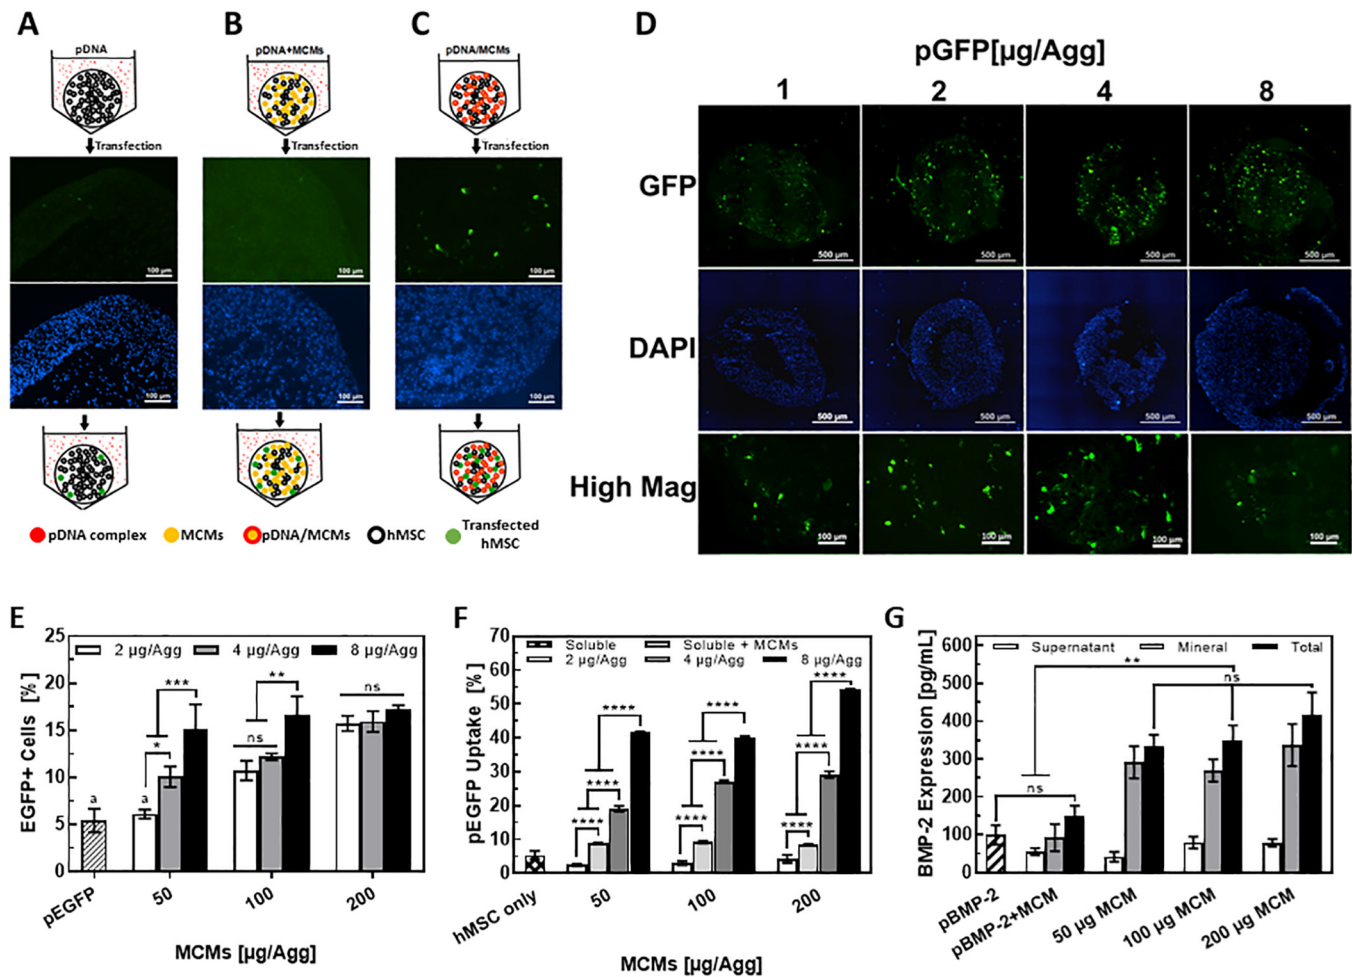 A
B
C
D
pDNA
pDNA+MCMs
pDNA/MCMs
Transfection
Transfection
Transfection
100 µm
100 µm
100 µm
100 µm
100 µm
100 µm
pDNA complex
MCMs
pDNA/MCMs
hMSC
Transfected
hMSC
pGFP[µg/Agg]
1 2 4 8
GFP
500 µm
500 µm
500 µm
500 µm
DAPI
500 µm
500 µm
500 µm
500 µm
High Mag
100 µm
100 µm
100 µm
100 µm
E
EGFP+ Cells [%]
25
20
15
10
5
0
2 µg/Agg 4 µg/Agg 8 µg/Agg
a
a
*
***
ns
**
ns
pEGFP 50 100 200
MCMs [µg/Agg]
F
pEGFP Uptake [%]
70
60
50
40
30
20
10
0
Soluble Soluble + MCMs
2 µg/Agg 4 µg/Agg 8 µg/Agg
****
****
****
****
****
****
****
****
****
hMSC only 50 100 200
MCMs [µg/Agg]
G
BMP-2 Expression [pg/mL]
600
500
400
300
200
100
0
Supernatant Mineral Total
**
ns
ns
pBMP-2
pBMP-2+MCM
50 µg MCM
100 µg MCM
200 µg MCM